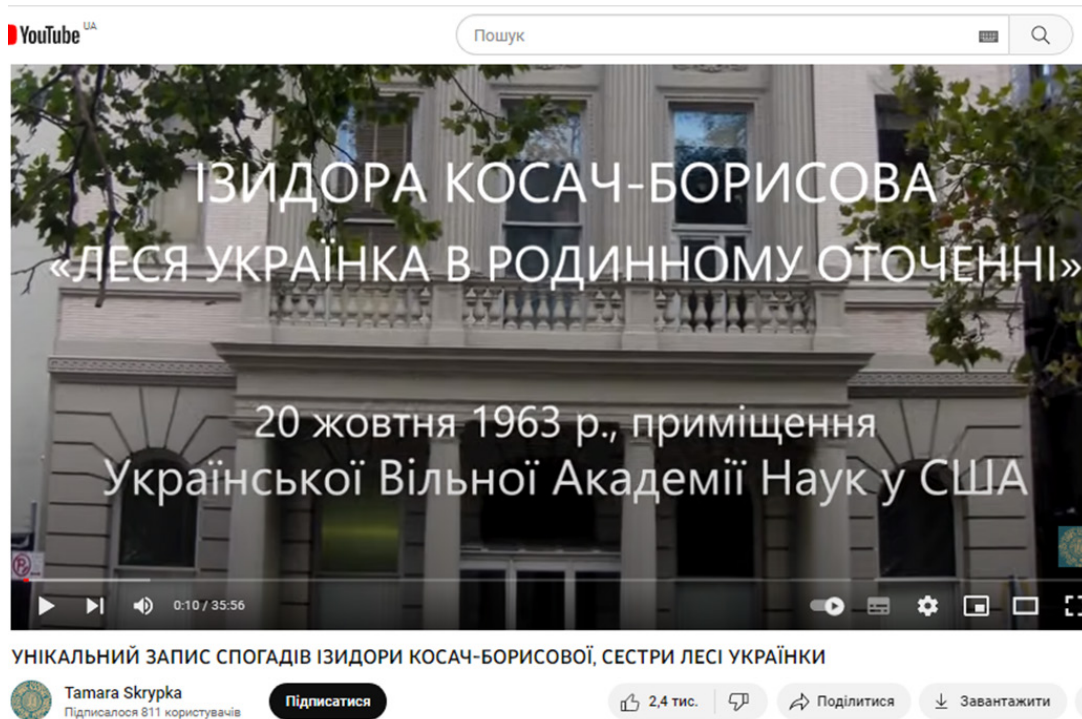 YouTube UA
Пошук
ІЗИДОРА КОСАЧ-БОРИСОВА
«ЛЕСЯ УКРАЇНКА В РОДИННОМУ ОТОЧЕННІ»
20 жовтня 1963 р., приміщення
Української Вільної Академії Наук у США
0:10 / 35:56
УНІКАЛЬНИЙ ЗАПИС СПОГАДІВ ІЗИДОРИ КОСАЧ-БОРИСОВОЇ, СЕСТРИ ЛЕСІ УКРАЇНКИ
Tamara Skrypka
Підписалося 811 користувачів
Підписатися
2,4 тис.
Поділитися
Завантажити